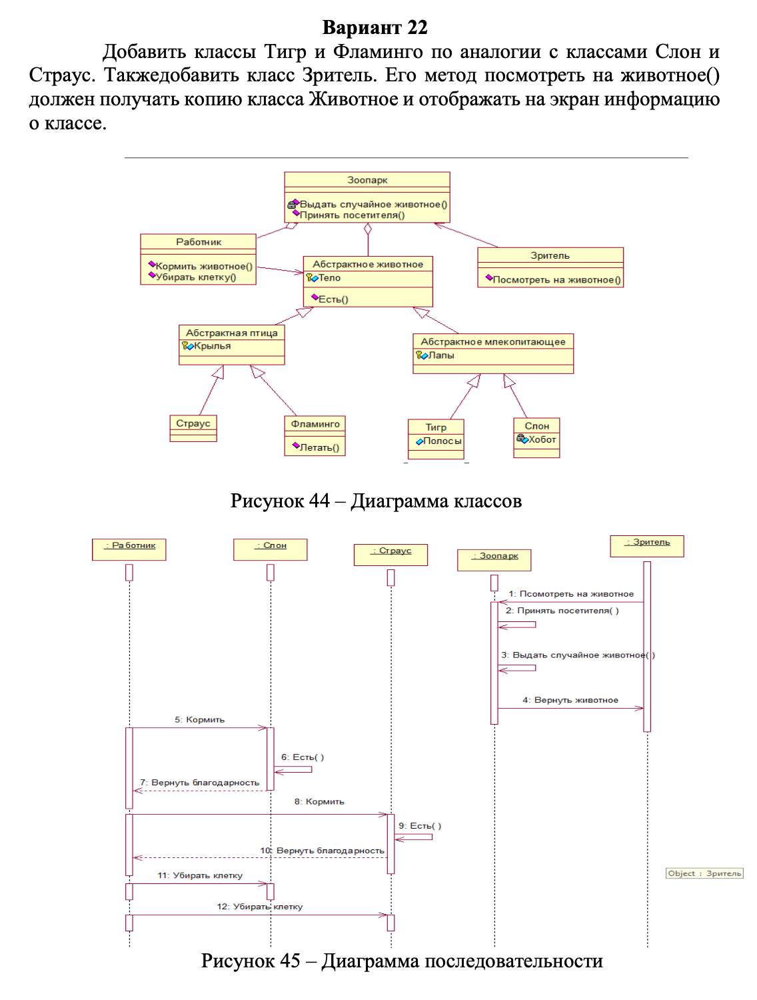 Вариант 22
Добавить классы Тигр и Фламинго по аналогии с классами Слон и
Страус. Такжедобавить класс Зритель. Его метод посмотреть на животное()
должен получать копию класса Животное и отображать на экран информацию
о классе.
Зоопарк
Выдать случайное животное()
Принять посетителя()
Работник
Кормить животное()
Убирать клетку()
Абстрактное животное
Тело
Есть()
Зритель
Посмотреть на животное()
Абстрактная птица
Крылья
Абстрактное млекопитающее
Лапы
Страус
Фламинго
Летать()
Тигр
Полосы
Слон
Хобот
Рисунок 44 – Диаграмма классов
: Работник
: Слон
: Страус
: Зоопарк
: Зритель
1: Псомотреть на животное
2: Принять посетителя( )
3: Выдать случайное животное( )
4: Вернуть животное
5: Кормить
6: Есть( )
7: Вернуть благодарность
8: Кормить
9: Есть( )
10: Вернуть благодарность
11: Убирать клетку
Object : Зритель
12: Убирать клетку
Рисунок 45 – Диаграмма последовательности